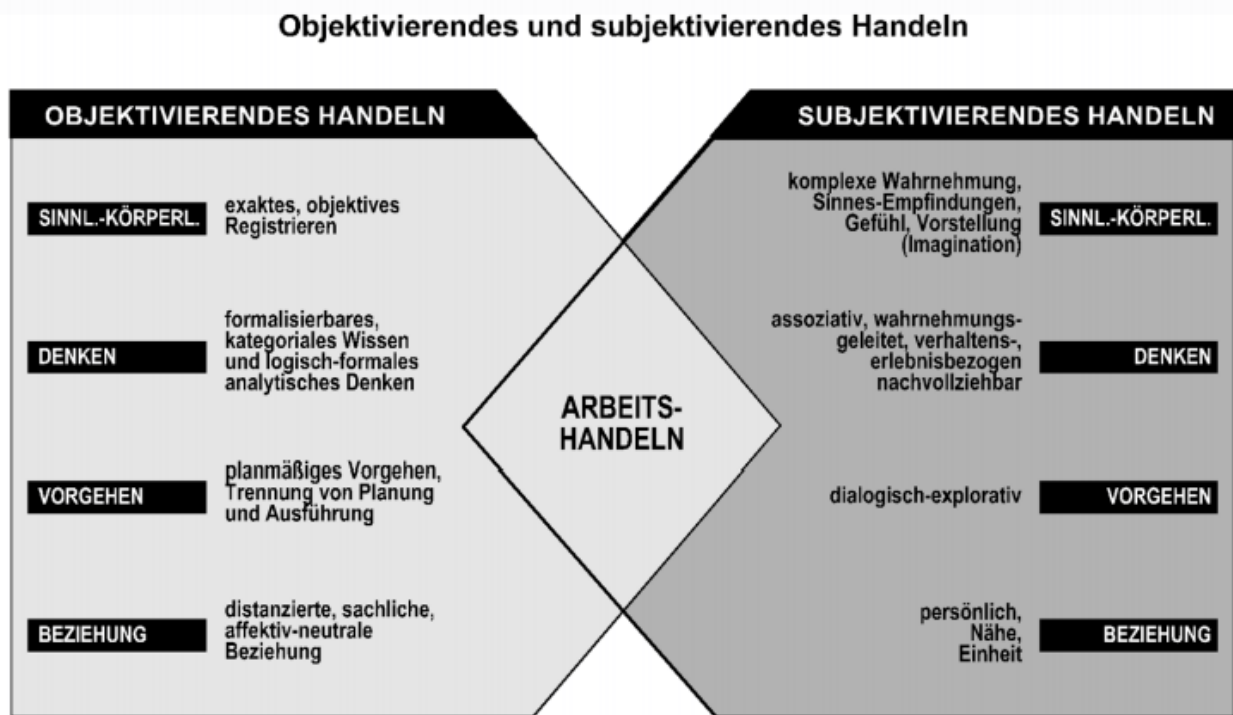 Objektivierendes und subjektivierendes Handeln
OBJEKTIVIERENDES HANDELN
SINNL.-KÖRPERL.
exaktes, objektives
Registrieren
DENKEN
formalisierbares,
kategoriales Wissen
und logisch-formales
analytisches Denken
VORGEHEN
planmäßiges Vorgehen,
Trennung von Planung
und Ausführung
BEZIEHUNG
distanzierte, sachliche,
affektiv-neutrale
Beziehung
ARBEITS-
HANDELN
SUBJEKTIVIERENDES HANDELN
komplexe Wahrnehmung,
Sinnes-Empfindungen,
Gefühl, Vorstellung
(Imagination)
SINNL.-KÖRPERL.
assoziativ, wahrnehmungs-
geleitet, verhaltens-,
erlebnisbezogen
nachvollziehbar
DENKEN
dialogisch-explorativ
VORGEHEN
persönlich,
Nähe,
Einheit
BEZIEHUNG